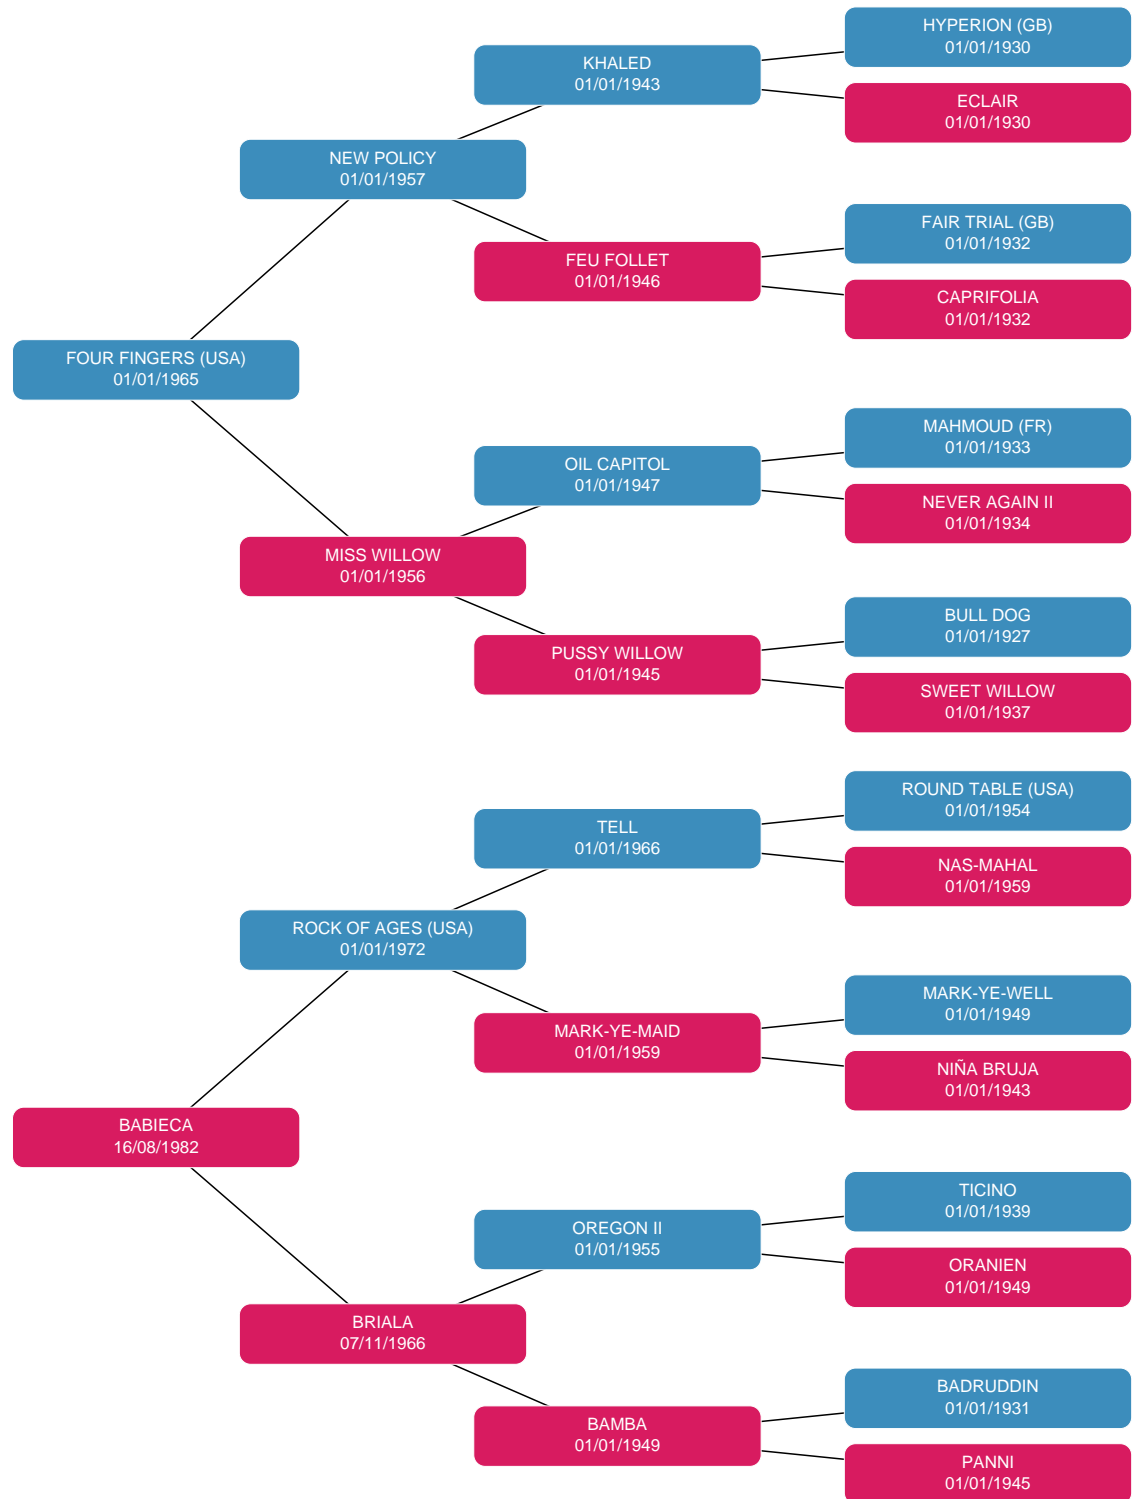 HYPERION (GB)
01/01/1930
KHALED
01/01/1943
ECLAIR
01/01/1930
NEW POLICY
01/01/1957
FAIR TRIAL (GB)
01/01/1932
FEU FOLLET
01/01/1946
CAPRIFOLIA
01/01/1932
FOUR FINGERS (USA)
01/01/1965
MAHMOUD (FR)
01/01/1933
OIL CAPITOL
01/01/1947
NEVER AGAIN II
01/01/1934
MISS WILLOW
01/01/1956
BULL DOG
01/01/1927
PUSSY WILLOW
01/01/1945
SWEET WILLOW
01/01/1937
ROUND TABLE (USA)
01/01/1954
TELL
01/01/1966
NAS-MAHAL
01/01/1959
ROCK OF AGES (USA)
01/01/1972
MARK-YE-WELL
01/01/1949
MARK-YE-MAID
01/01/1959
NIÑA BRUJA
01/01/1943
BABIECA
16/08/1982
TICINO
01/01/1939
OREGON II
01/01/1955
ORANIEN
01/01/1949
BRIALA
07/11/1966
BADRUDDIN
01/01/1931
BAMBA
01/01/1949
PANNI
01/01/1945